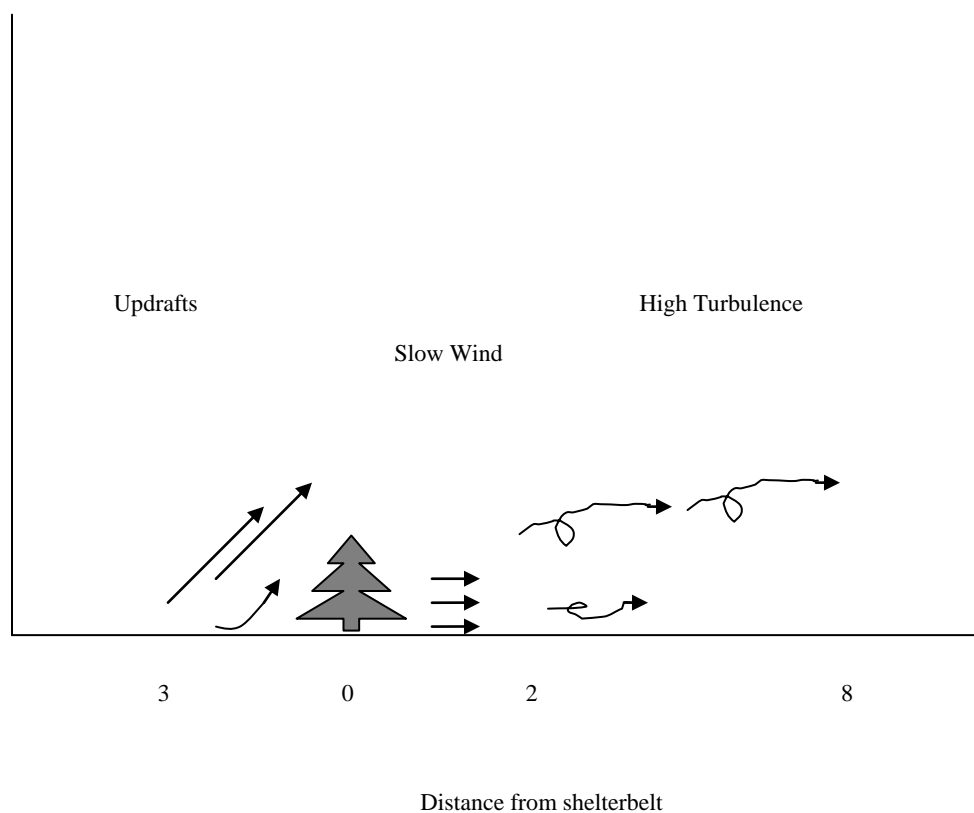 Updrafts
High Turbulence
Slow Wind
3 0 2 8
Distance from shelterbelt